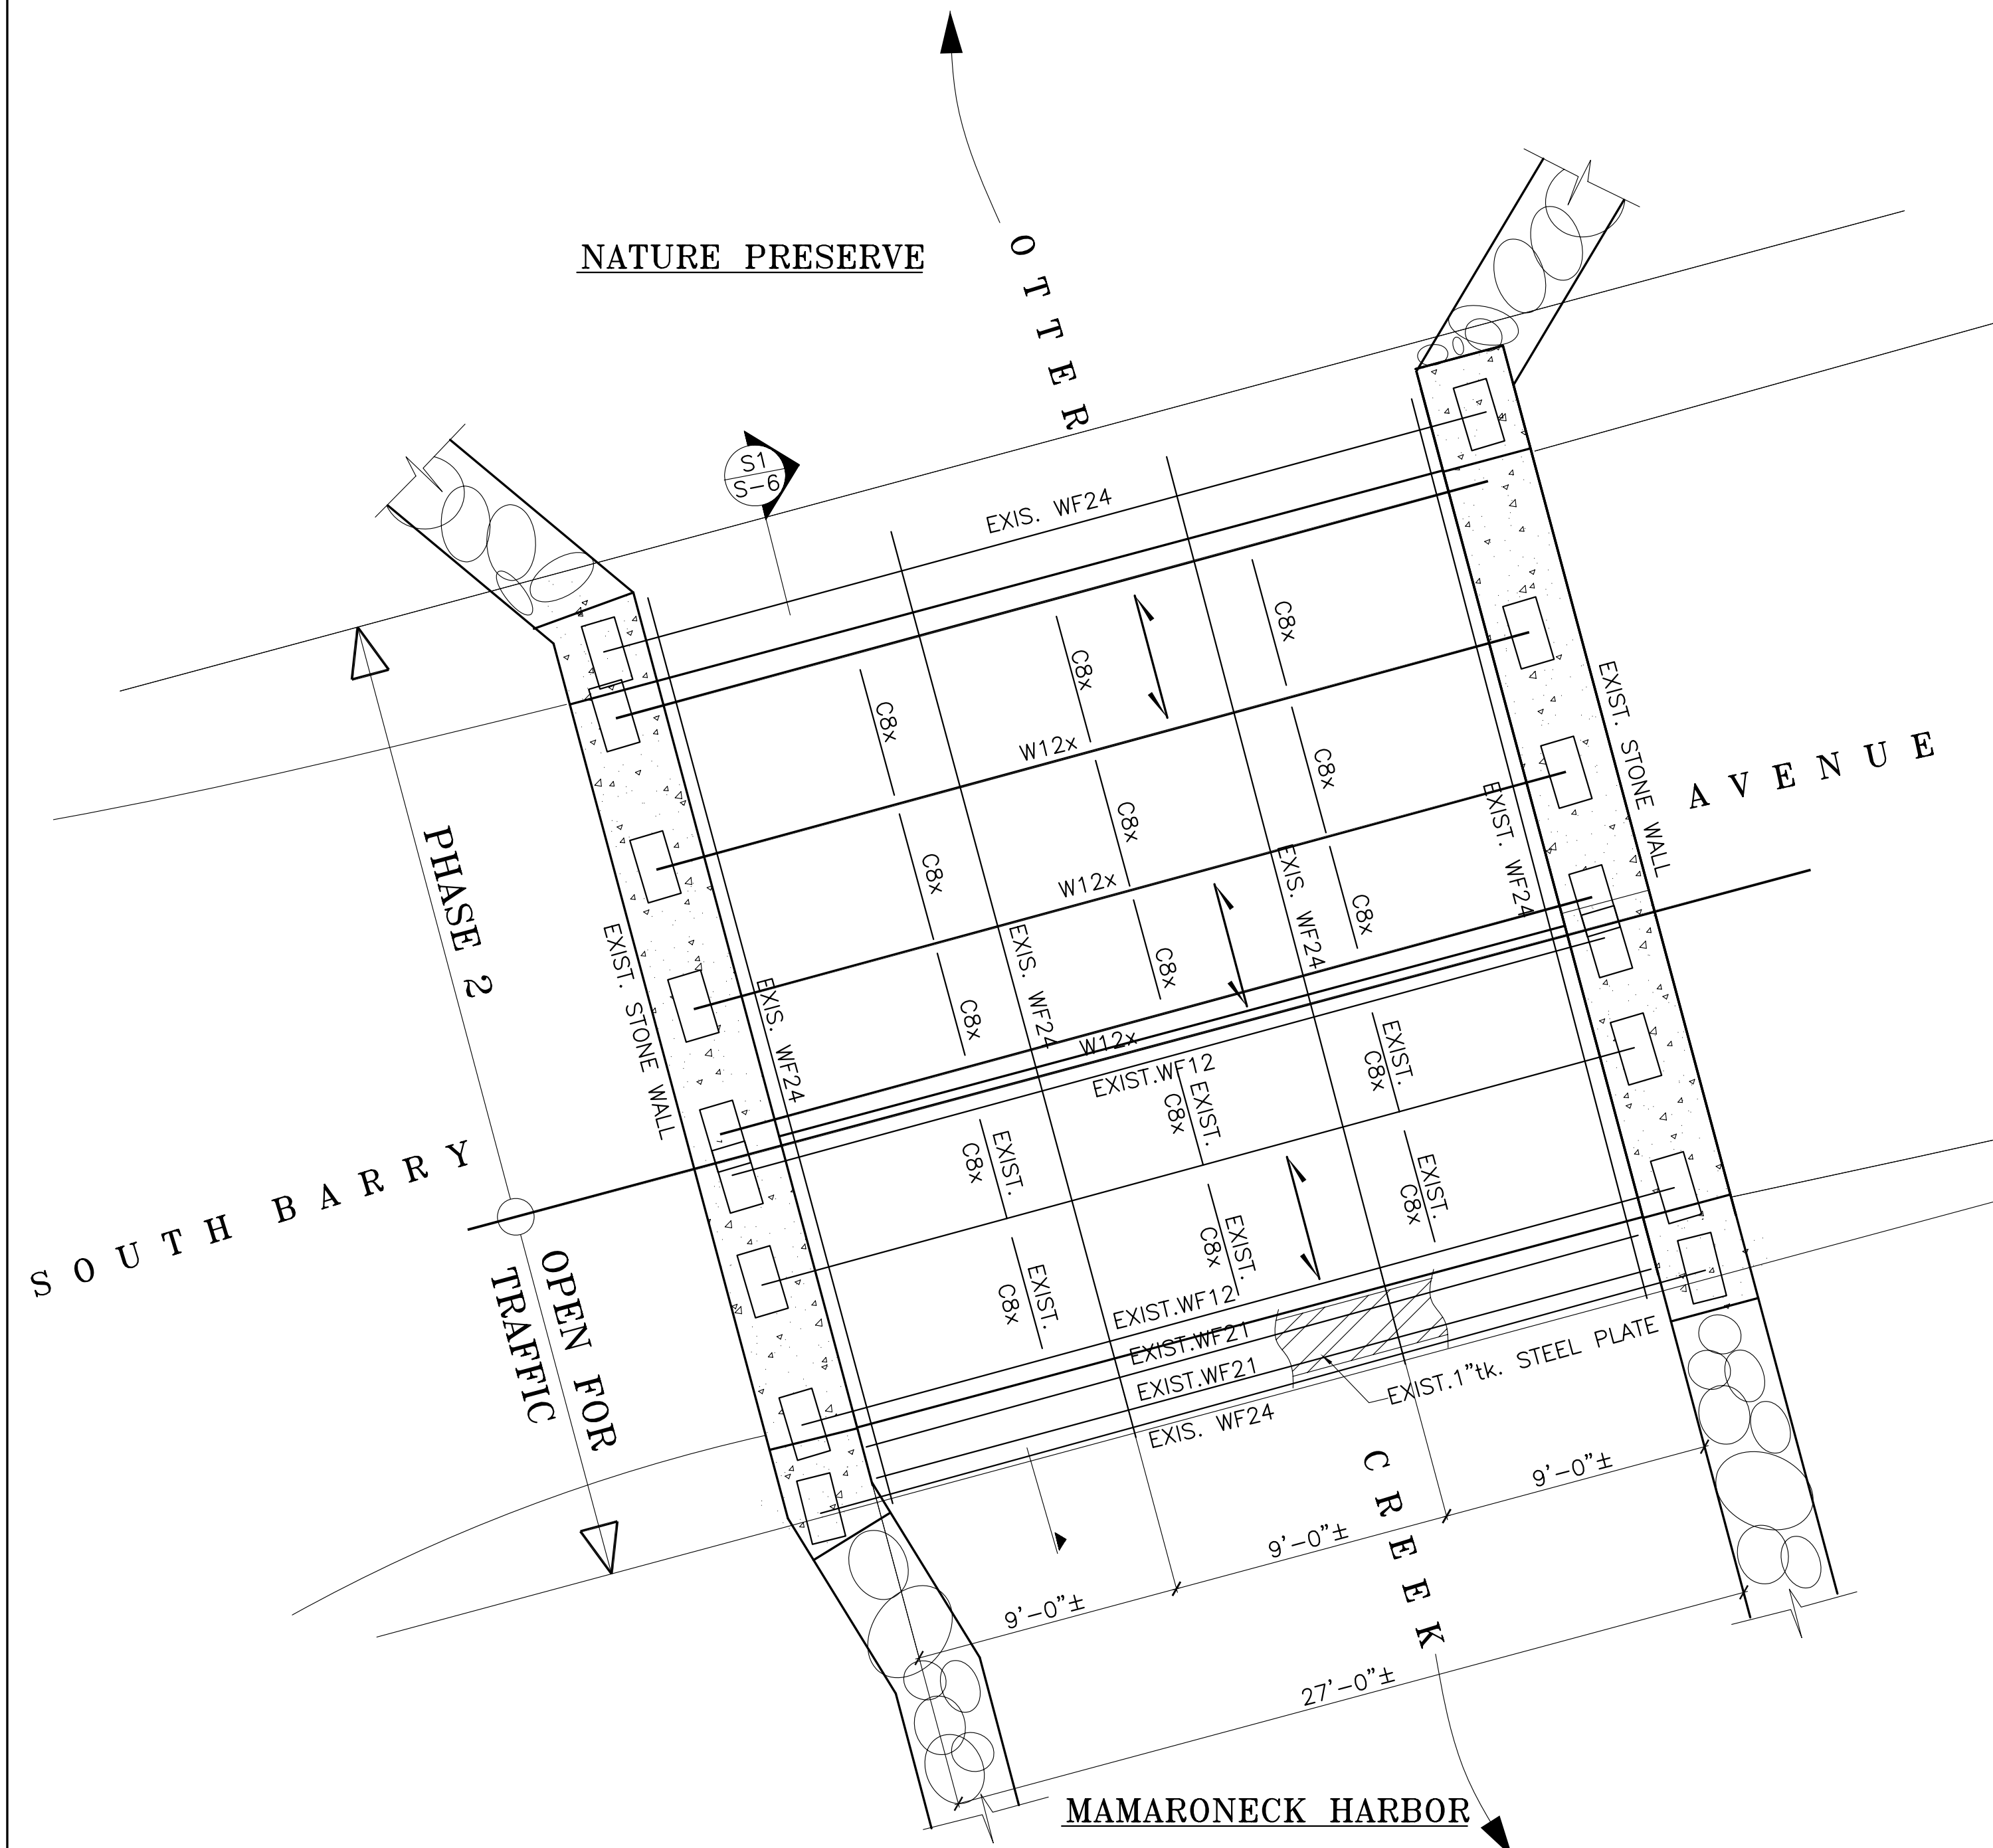 NATURE PRESERVE
OTTER
S1
S-6
EXIS. WF24
C8x
C8x
C8x
W12x
C8x
C8x
C8x
W12x
C8x
C8x
C8x
W12x
EXIST. STONE WALL
EXIST. WF24
AVENUE
PHASE 2
EXIST. STONE WALL
EXIS. WF24
EXIS. WF24
EXIS. WF24
EXIST.WF12
EXIST.
C8x
EXIST.
C8x
EXIST.
C8x
SOUTH BARRY
OPEN FOR
TRAFFIC
EXIST.
C8x
EXIST.
C8x
EXIST.
C8x
EXIST.WF12
EXIST.WF21
EXIST.WF21
EXIS. WF24
EXIST.1"tk. STEEL PLATE
CREEK
9'-0"±
9'-0"±
9'-0"±
27'-0"±
MAMARONECK HARBOR